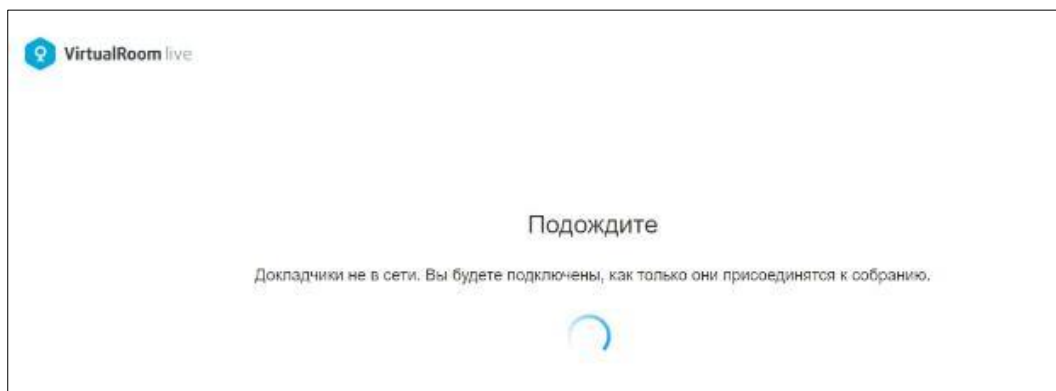 VirtualRoom live
Подождите
Докладчики не в сети. Вы будете подключены, как только они присоединятся к собранию.